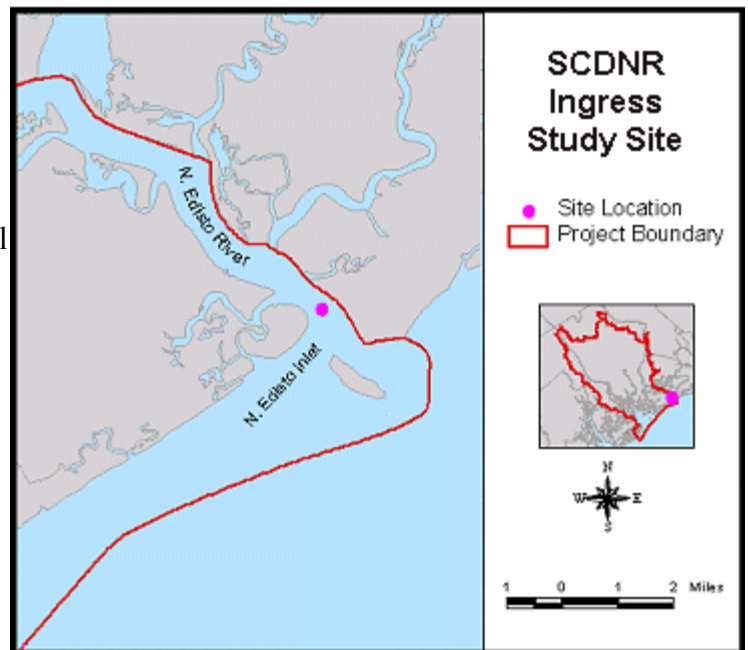 l
N. Edisto River
N. Edisto Inlet
SCDNR
Ingress
Study Site
Site Location
Project Boundary
N
W E
S
1 0 1 2 Miles